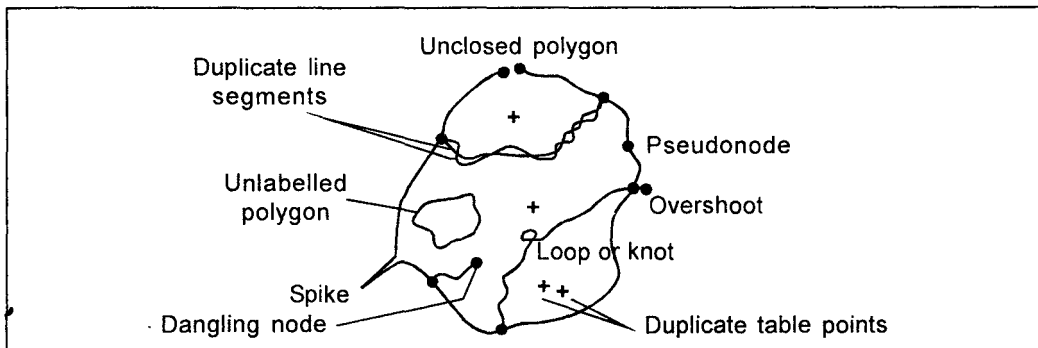 Unclosed polygon
Duplicate line
segments
Pseudonode
Unlabelled
polygon
Overshoot
Loop or knot
Spike
Dangling node
Duplicate table points